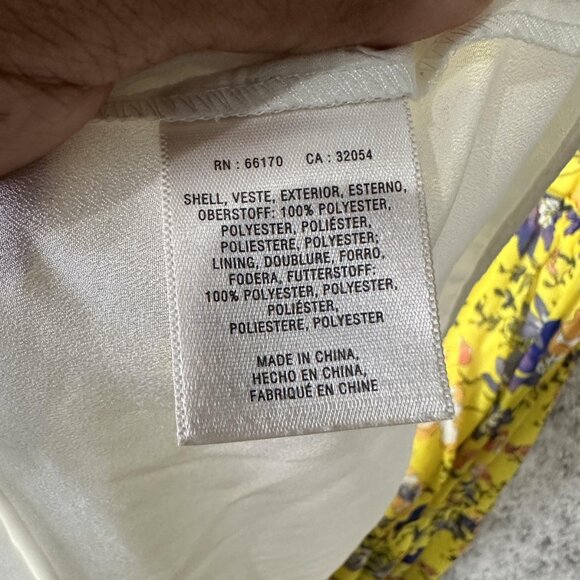 RN : 66170 CA : 32054
SHELL, VESTE, EXTERIOR, ESTERNO,
OBERSTOFF: 100% POLYESTER,
POLYESTER, POLIÉSTER,
POLIESTERE, POLYESTER;
LINING, DOUBLURE, FORRO,
FODERA, FUTTERSTOFF:
100% POLYESTER, POLYESTER,
POLIÉSTER,
POLIESTERE, POLYESTER
MADE IN CHINA,
HECHO EN CHINA,
FABRIQUÉ EN CHINE